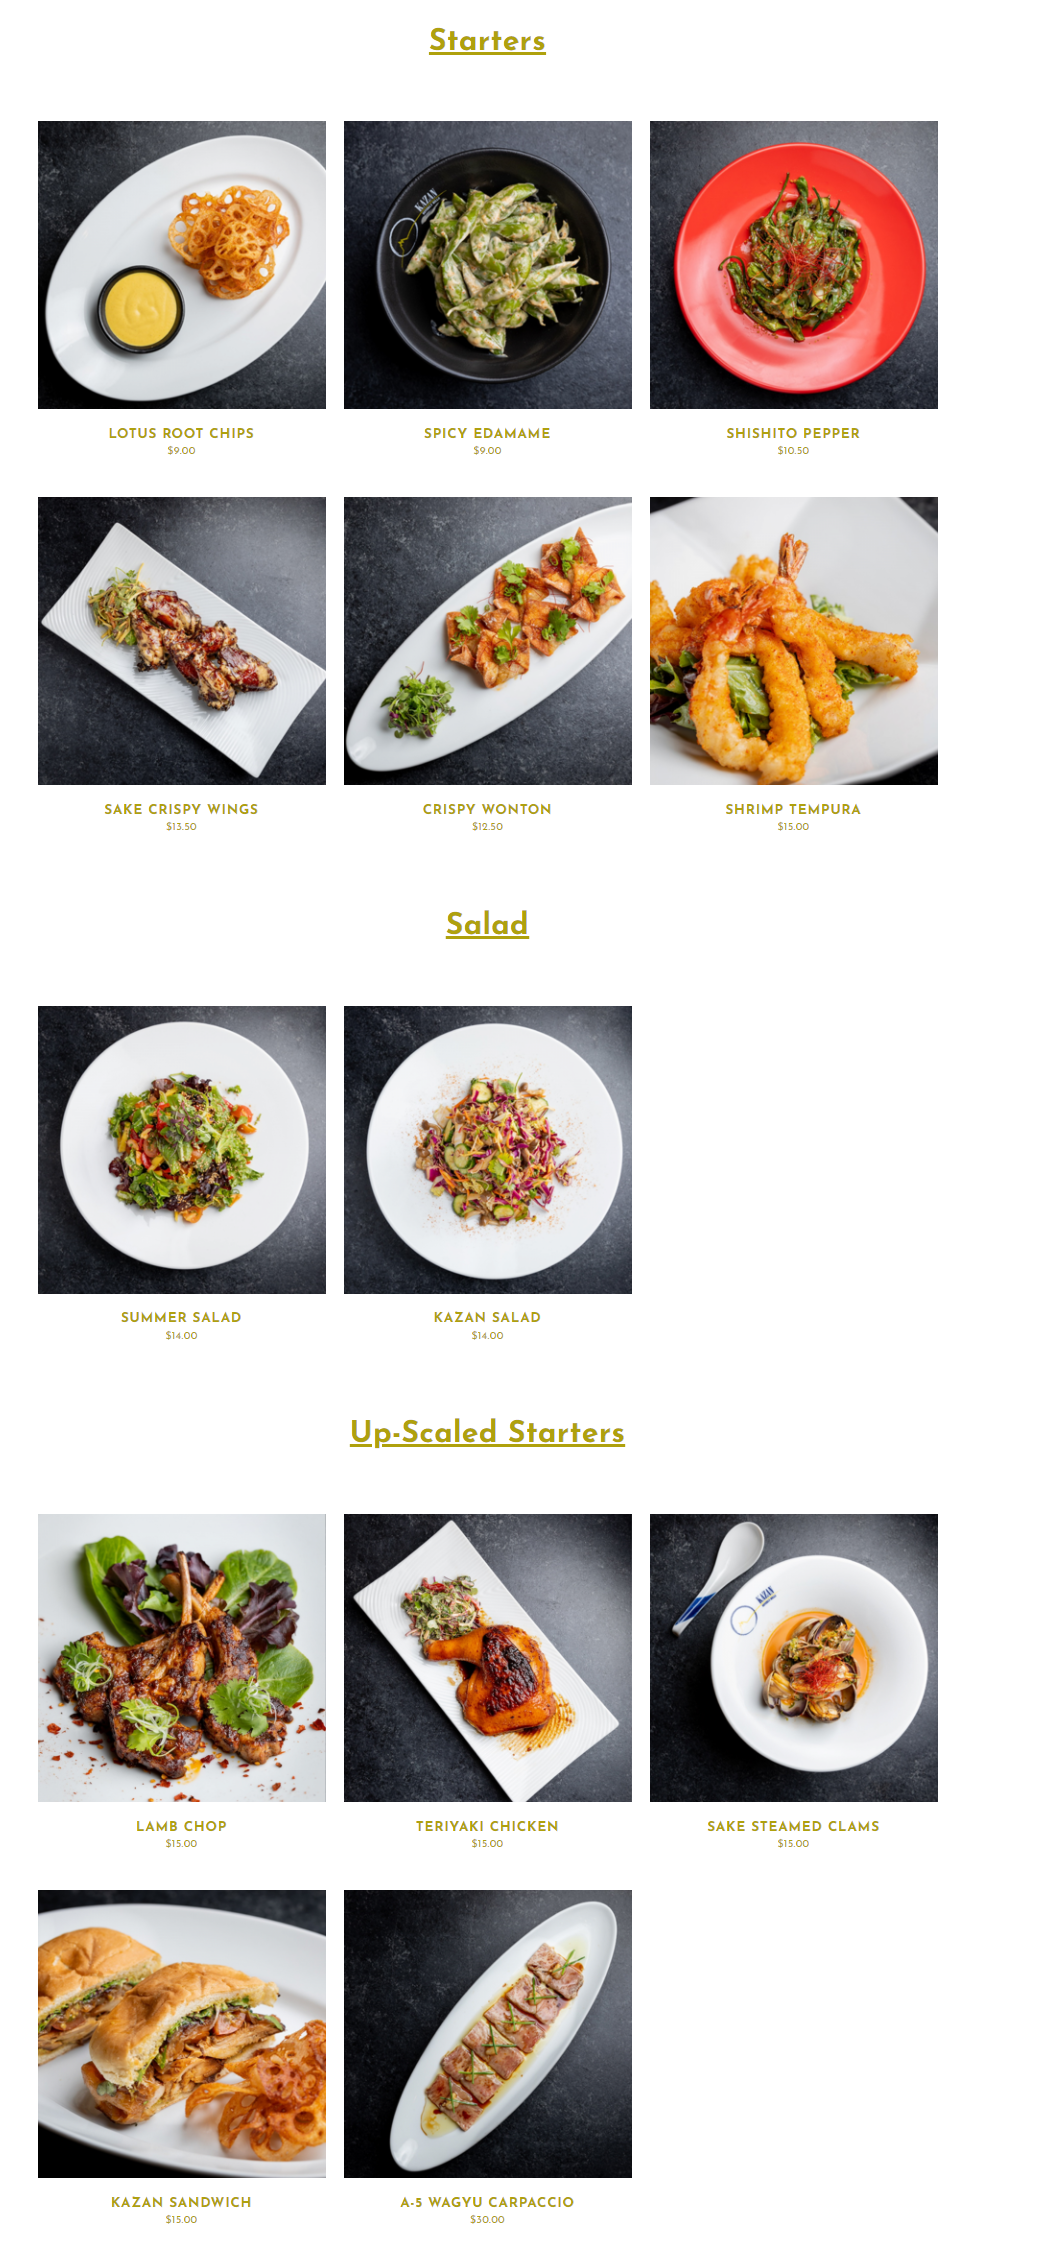 Starters
KAZAN
LOTUS ROOT CHIPS
$9.00
SPICY EDAMAME
$9.00
SHISHITO PEPPER
$10.50
SAKE CRISPY WINGS
$13.50
CRISPY WONTON
$12.50
SHRIMP TEMPURA
$15.00
Salad
SUMMER SALAD
$14.00
KAZAN SALAD
$14.00
Up-Scaled Starters
KAZAN
LAMB CHOP
$15.00
TERIYAKI CHICKEN
$15.00
SAKE STEAMED CLAMS
$15.00
KAZAN SANDWICH
$15.00
A-5 WAGYU CARPACCIO
$30.00